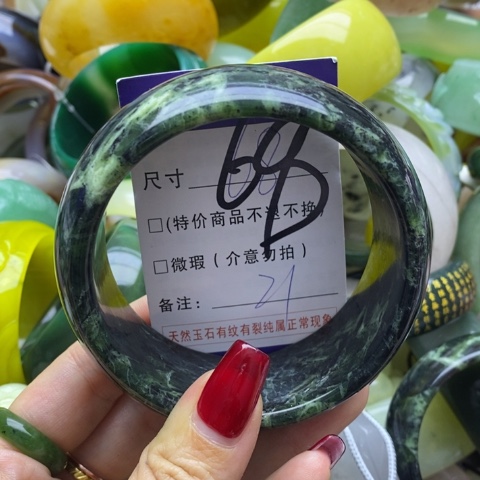 尺寸
□(特价商品不退不换
□微瑕(介意勿拍)
备注: 21
天然玉石有纹有裂纯属正常现象